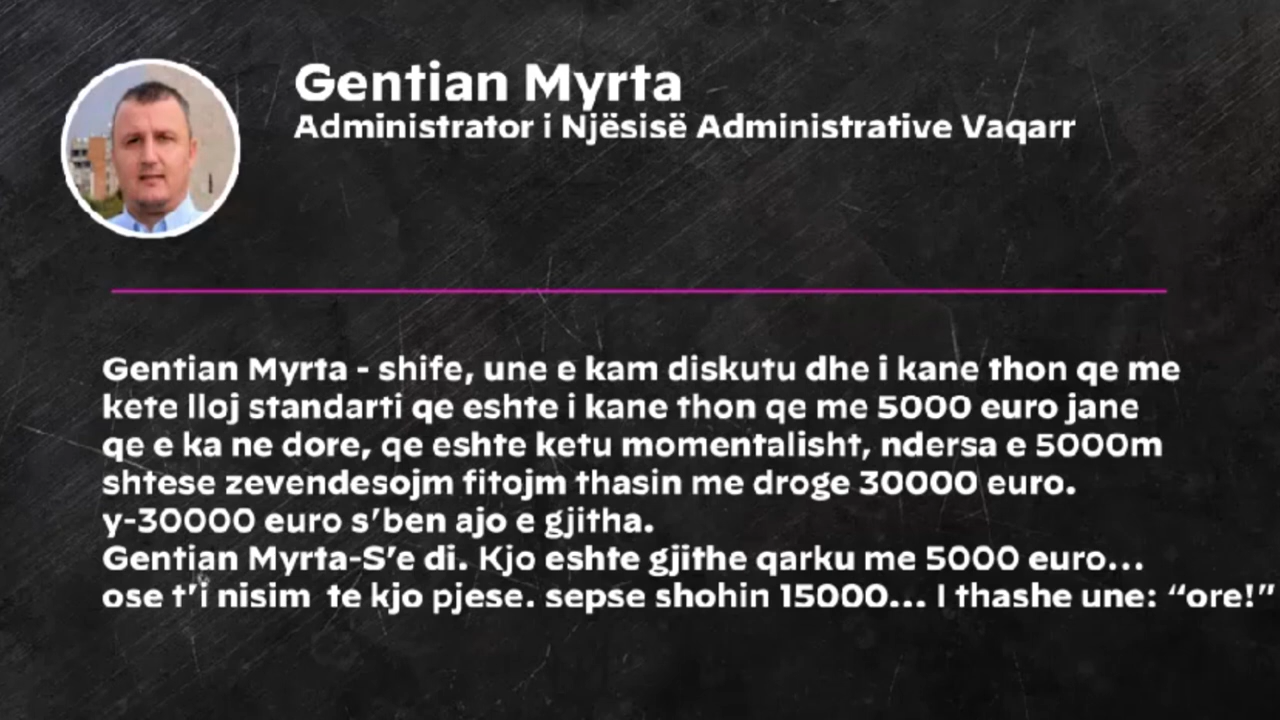 Gentian Myrta
Administrator i Njësisë Administrative Vaqarr
Gentian Myrta - shife, une e kam diskutu dhe i kane thon qe me
kete lloj standarti qe eshte i kane thon qe me 5000 euro jane
qe e ka ne dore, qe eshte ketu momentalisht, ndersa e 5000m
shtese zevendesojm fitojm thasin me droge 30000 euro.
y-30000 euro s’ben ajo e gjitha.
Gentian Myrta-S’e di. Kjo eshte gjithe qarku me 5000 euro...
ose t’i nisim  te kjo pjese. sepse shohin 15000... I thashe une: “ore!”